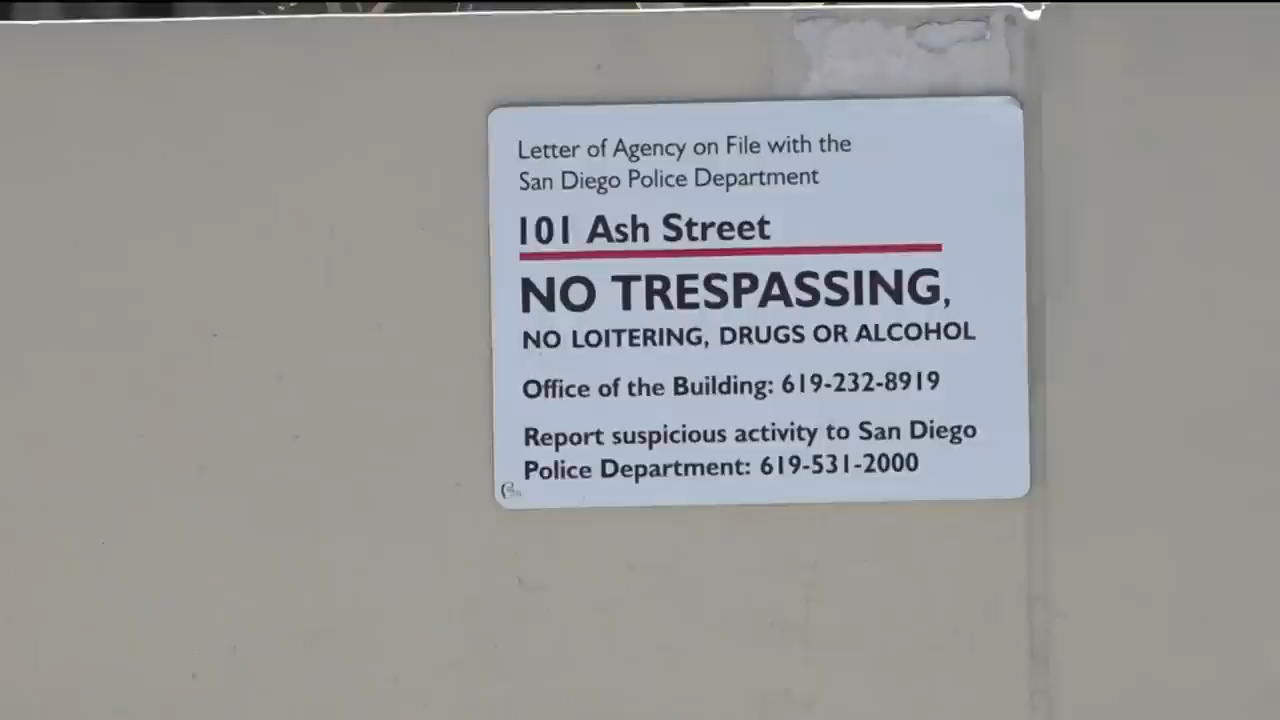 Letter of Agency on File with the
San Diego Police Department
101 Ash Street
NO TRESPASSING,
NO LOITERING, DRUGS OR ALCOHOL
Office of the Building: 619-232-8919
Report suspicious activity to San Diego
Police Department: 619-531-2000